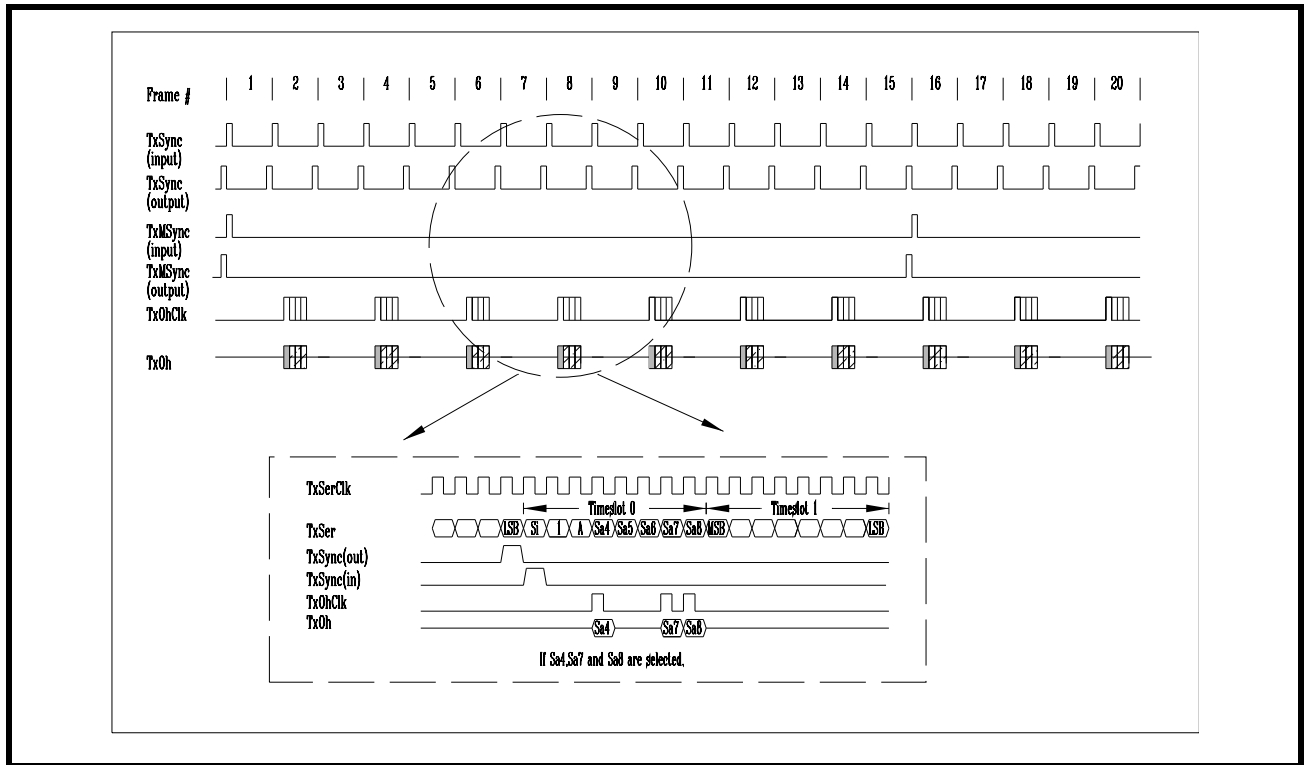 Frame # | 1 | 2 | 3 | 4 | 5 | 6 | 7 | 8 | 9 | 10 | 11 | 12 | 13 | 14 | 15 | 16 | 17 | 18 | 19 | 20 |
TxSync
(input)
TxSync
(output)
TxMSync
(input)
TxMSync
(output)
TxOhClk
TxOh
TxSerClk
Timeslot 0 Timeslot 1
TxSer LSB Si 1 A Sa4 Sa5 Sa6 Sa7 Sa8 MSB LSB
TxSync(out)
TxSync(in)
TxOhClk
TxOh Sa4 Sa7 Sa8
If Sa4,Sa7 and Sa8 are selected.